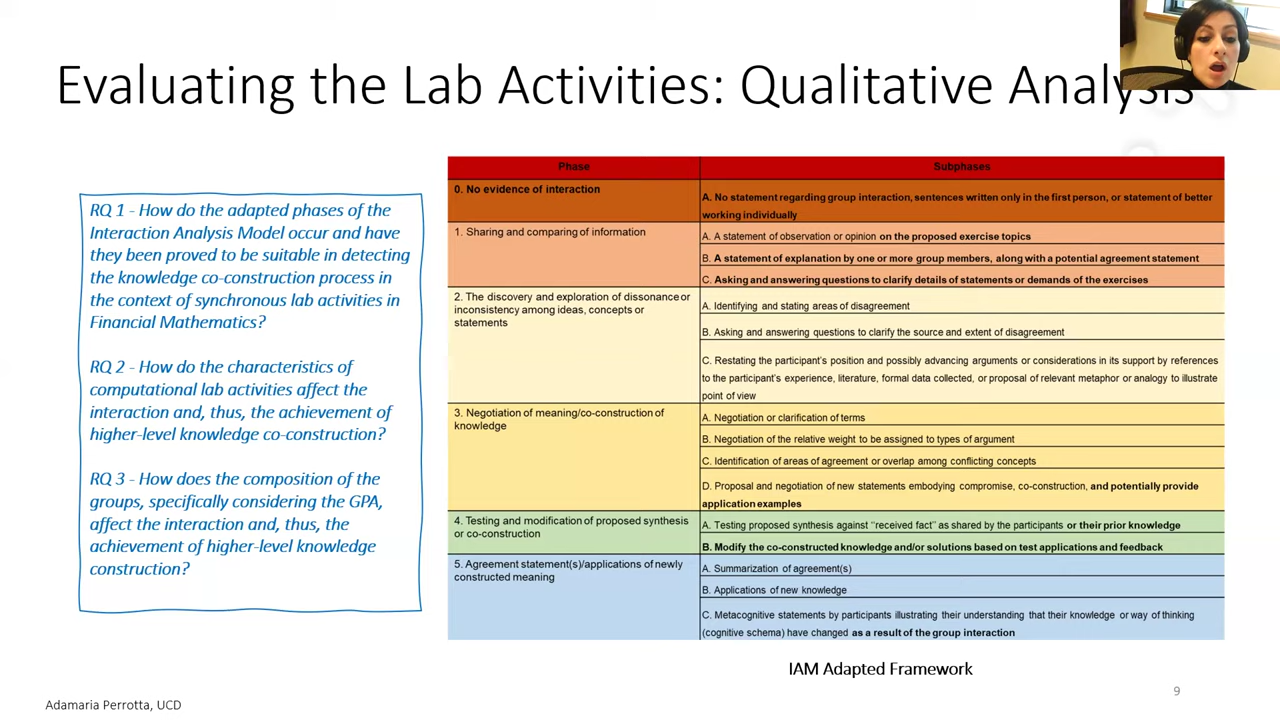 Evaluating the Lab Activities: Qualitative Analysis
RQ 1 - How do the adapted phases of the
Interaction Analysis Model occur and have
they been proved to be suitable in detecting
the knowledge co-construction process in
the context of synchronous lab activities in
Financial Mathematics?
RQ 2 - How do the characteristics of
computational lab activities affect the
interaction and, thus, the achievement of
higher-level knowledge co-construction?
RQ 3 - How does the composition of the
groups, specifically considering the GPA,
affect the interaction and, thus, the
achievement of higher-level knowledge
construction?
Phase
Subphases
0. No evidence of interaction
A. No statement regarding group interaction, sentences written only in the first person, or statement of better
working individually
1. Sharing and comparing of information
A. A statement of observation or opinion on the proposed exercise topics
B. A statement of explanation by one or more group members, along with a potential agreement statement
C. Asking and answering questions to clarify details of statements or demands of the exercises
2. The discovery and exploration of dissonance or
inconsistency among ideas, concepts or
statements
A. Identifying and stating areas of disagreement
B. Asking and answering questions to clarify the source and extent of disagreement
C. Restating the participant's position and possibly advancing arguments or considerations in its support by references
to the participant's experience, literature, formal data collected, or proposal of relevant metaphor or analogy to illustrate
point of view
3. Negotiation of meaning/co-construction of
knowledge
A. Negotiation or clarification of terms
B. Negotiation of the relative weight to be assigned to types of argument
C. Identification of areas of agreement or overlap among conflicting concepts
D. Proposal and negotiation of new statements embodying compromise, co-construction, and potentially provide
application examples
4. Testing and modification of proposed synthesis
or co-construction
A. Testing proposed synthesis against "received fact" as shared by the participants or their prior knowledge
B. Modify the co-constructed knowledge and/or solutions based on test applications and feedback
5. Agreement statement(s)/applications of newly
constructed meaning
A. Summarization of agreement(s)
B. Applications of new knowledge
C. Metacognitive statements by participants illustrating their understanding that their knowledge or way of thinking
(cognitive schema) have changed as a result of the group interaction
IAM Adapted Framework
Adamaria Perrotta, UCD
9